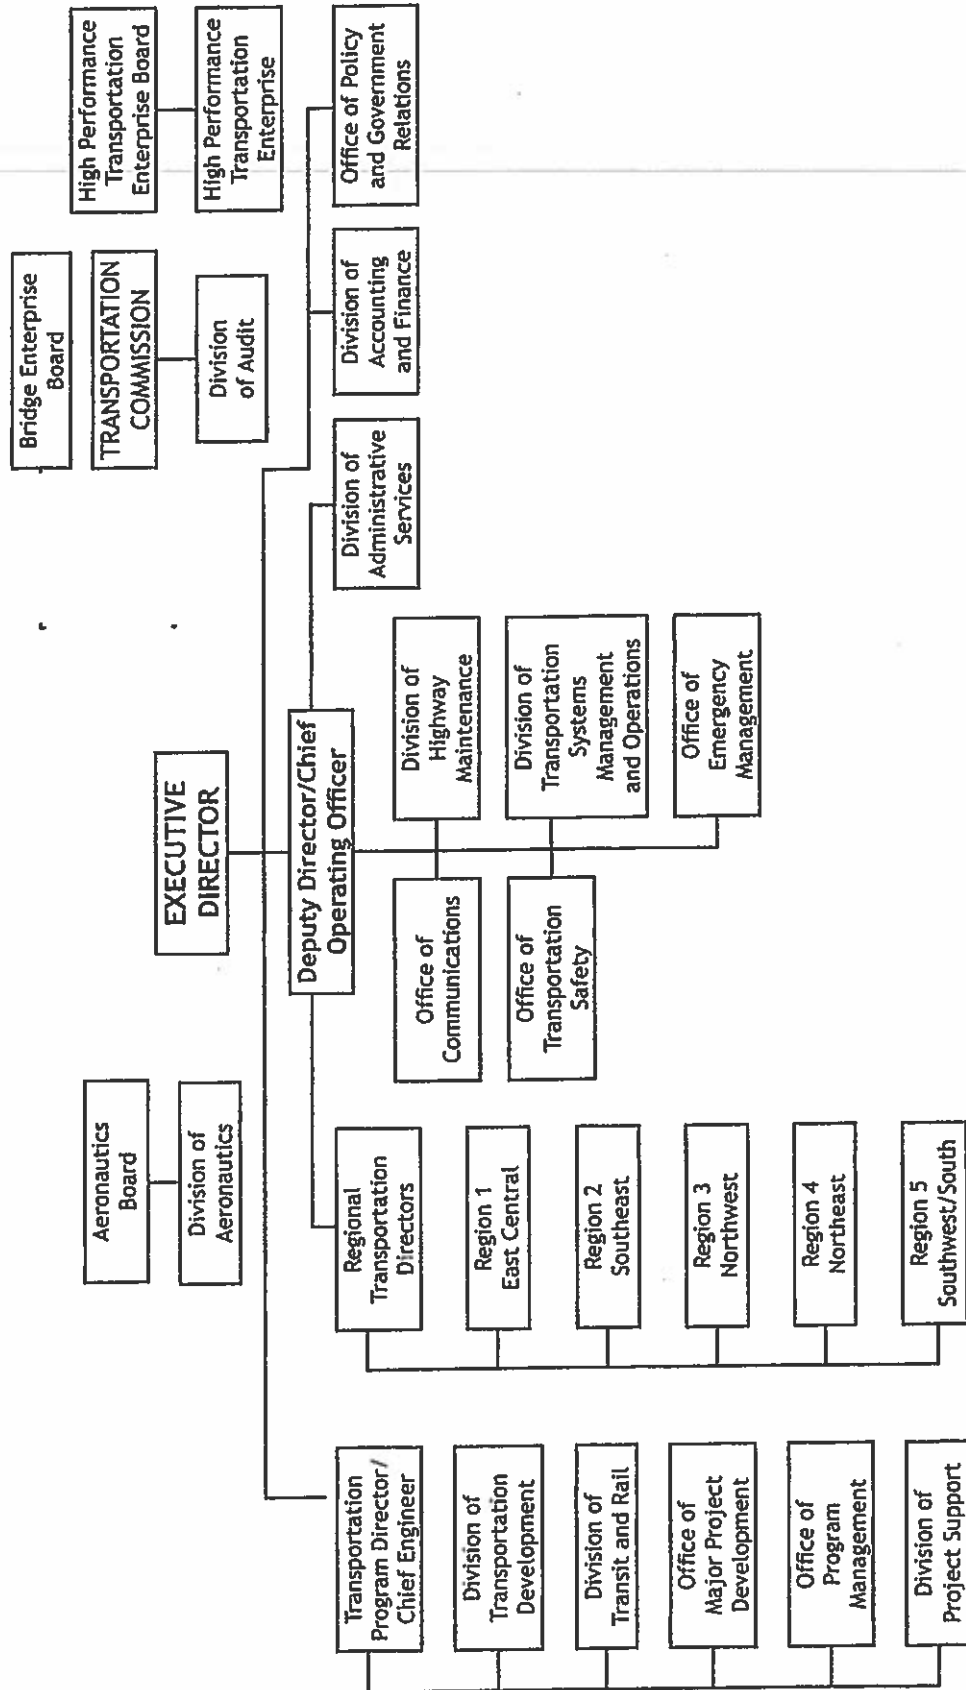 Bridge Enterprise
Board
Aeronautics
Board
TRANSPORTATION
COMMISSION
High Performance
Transportation
Enterprise Board
Division of
Aeronautics
EXECUTIVE
DIRECTOR
Division
of Audit
High Performance
Transportation
Enterprise
Deputy Director/Chief
Operating Officer
Transportation
Program Director/
Chief Engineer
Regional
Transportation
Directors
Division of
Administrative
Services
Division of
Accounting
and Finance
Office of Policy
and Government
Relations
Division of
Transportation
Development
Division of
Transit and Rail
Office of
Major Project
Development
Office of
Program
Management
Division of
Project Support
Region 1
East Central
Region 2
Southeast
Region 3
Northwest
Region 4
Northeast
Region 5
Southwest/South
Office of
Communications
Division of
Highway
Maintenance
Office of
Transportation
Safety
Division of
Transportation
Systems
Management
and Operations
Office of
Emergency
Management